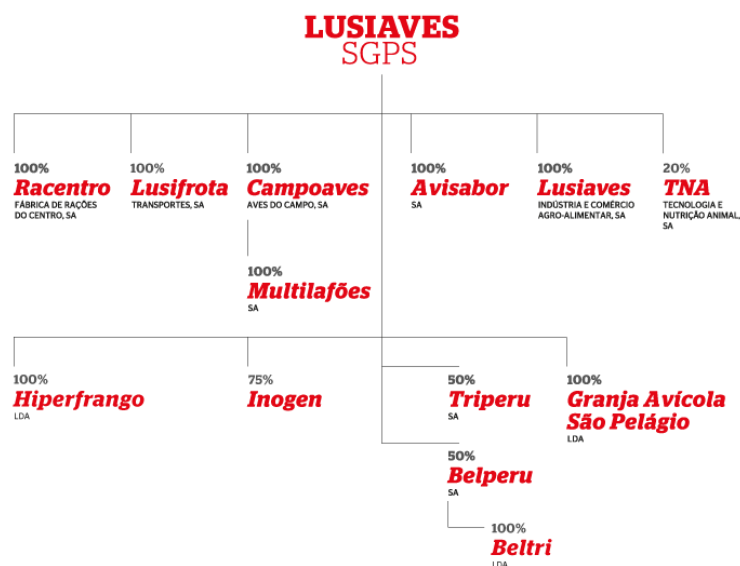 LUSIAVES
SGPS
100%
Racentro
FÁBRICA DE RAÇÕES
DO CENTRO, SA
100%
Lusifrota
TRANSPORTES, SA
100%
Campoaves
AVES DO CAMPO, SA
100%
Avisabor
SA
100%
Lusiaves
INDÚSTRIA E COMÉRCIO
AGRO-ALIMENTAR, SA
20%
TNA
TECNOLOGIA E
NUTRIÇÃO ANIMAL,
SA
100%
Multilafões
SA
100%
Hiperfrango
LDA
75%
Inogen
50%
Triperu
SA
100%
Granja Avícola
São Pelágio
LDA
50%
Belperu
SA
100%
Beltri
LDA